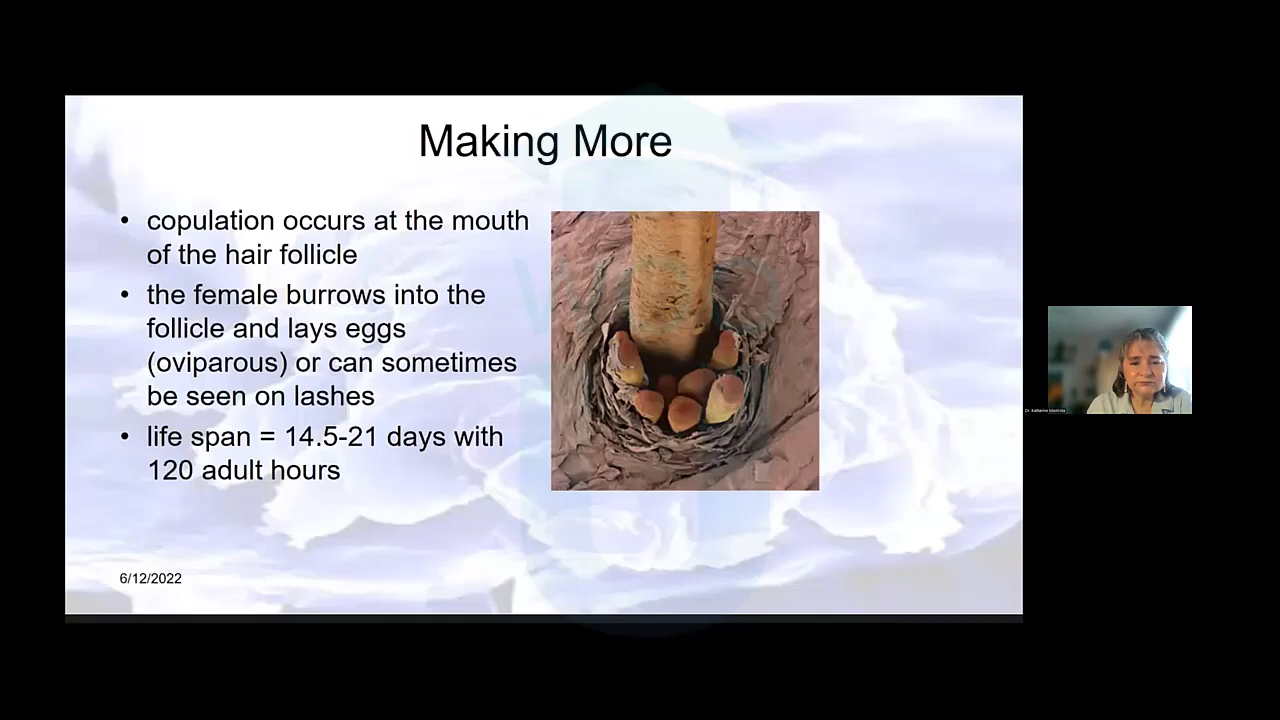 Making More
• copulation occurs at the mouth
of the hair follicle
• the female burrows into the
follicle and lays eggs
(oviparous) or can sometimes
be seen on lashes
• life span = 14.5-21 days with
120 adult hours
6/12/2022
Dr. Katherine